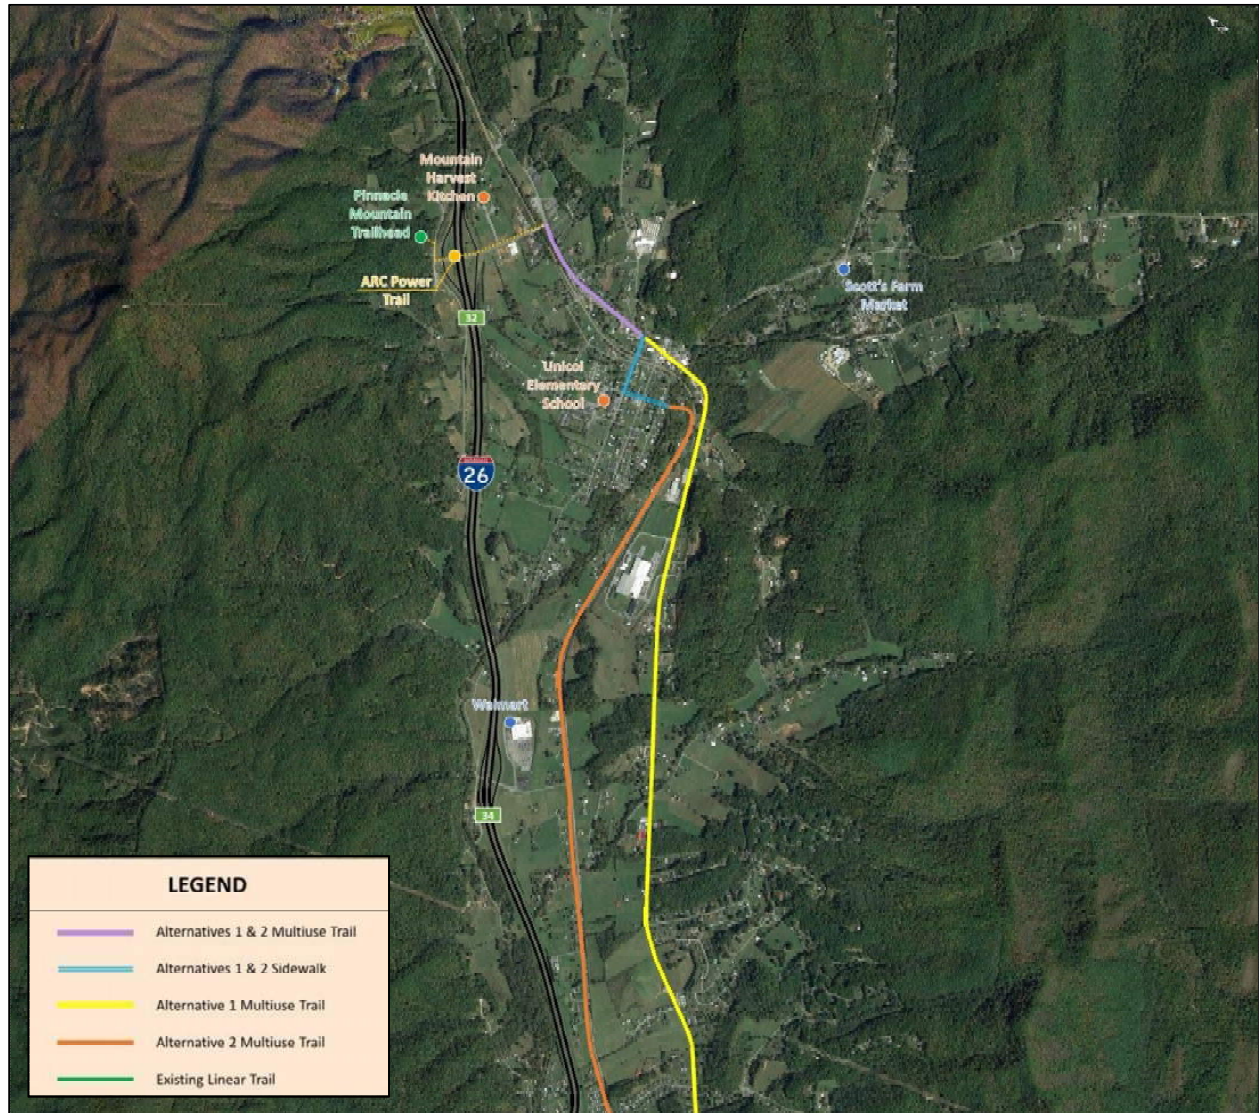 Mountain
Harvest
Kitchen
Pinnacle
Mountain
Trailhead
ARC Power
Trail
32
Scott's Farm
Market
Unicoi
Elementary
School
26
Walmart
34
LEGEND
Alternatives 1 & 2 Multiuse Trail
Alternatives 1 & 2 Sidewalk
Alternative 1 Multiuse Trail
Alternative 2 Multiuse Trail
Existing Linear Trail